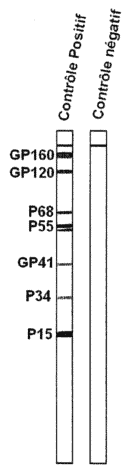 Contrôle Positif
Contrôle négatif
GP160
GP120
P68
P55
GP41
P34
P15